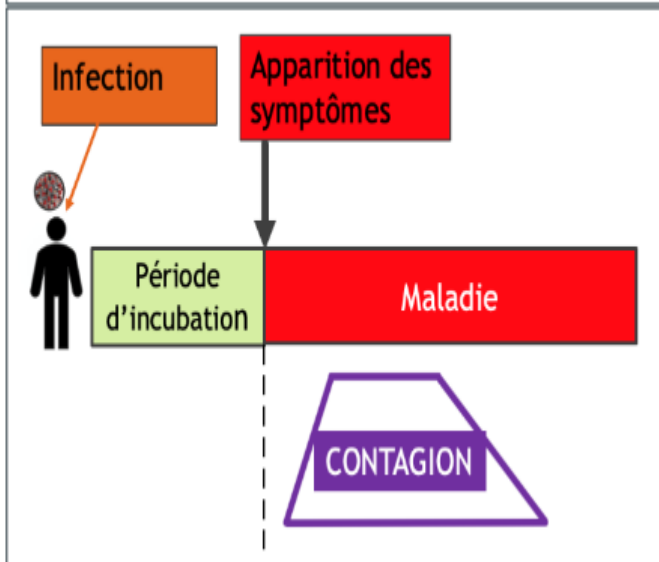 Infection
Apparition des
symptômes
Période
d'incubation
Maladie
CONTAGION